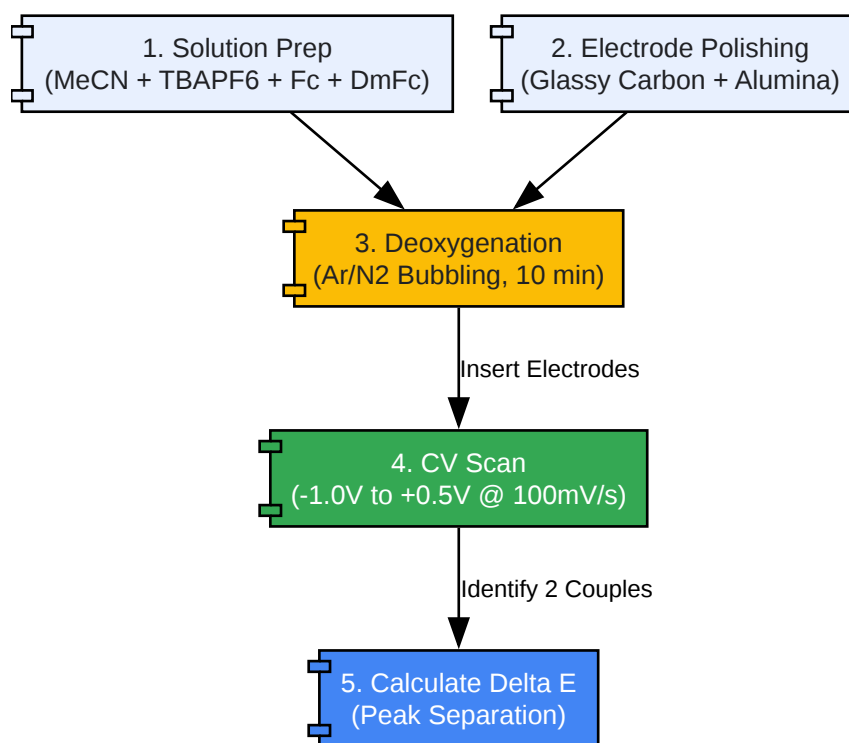 1. Solution Prep
(MeCN + TBAPF6 + Fc + DmFc)
2. Electrode Polishing
(Glassy Carbon + Alumina)
3. Deoxygenation
(Ar/N2 Bubbling, 10 min)
Insert Electrodes
4. CV Scan
(-1.0V to +0.5V @ 100mV/s)
Identify 2 Couples
5. Calculate Delta E
(Peak Separation)